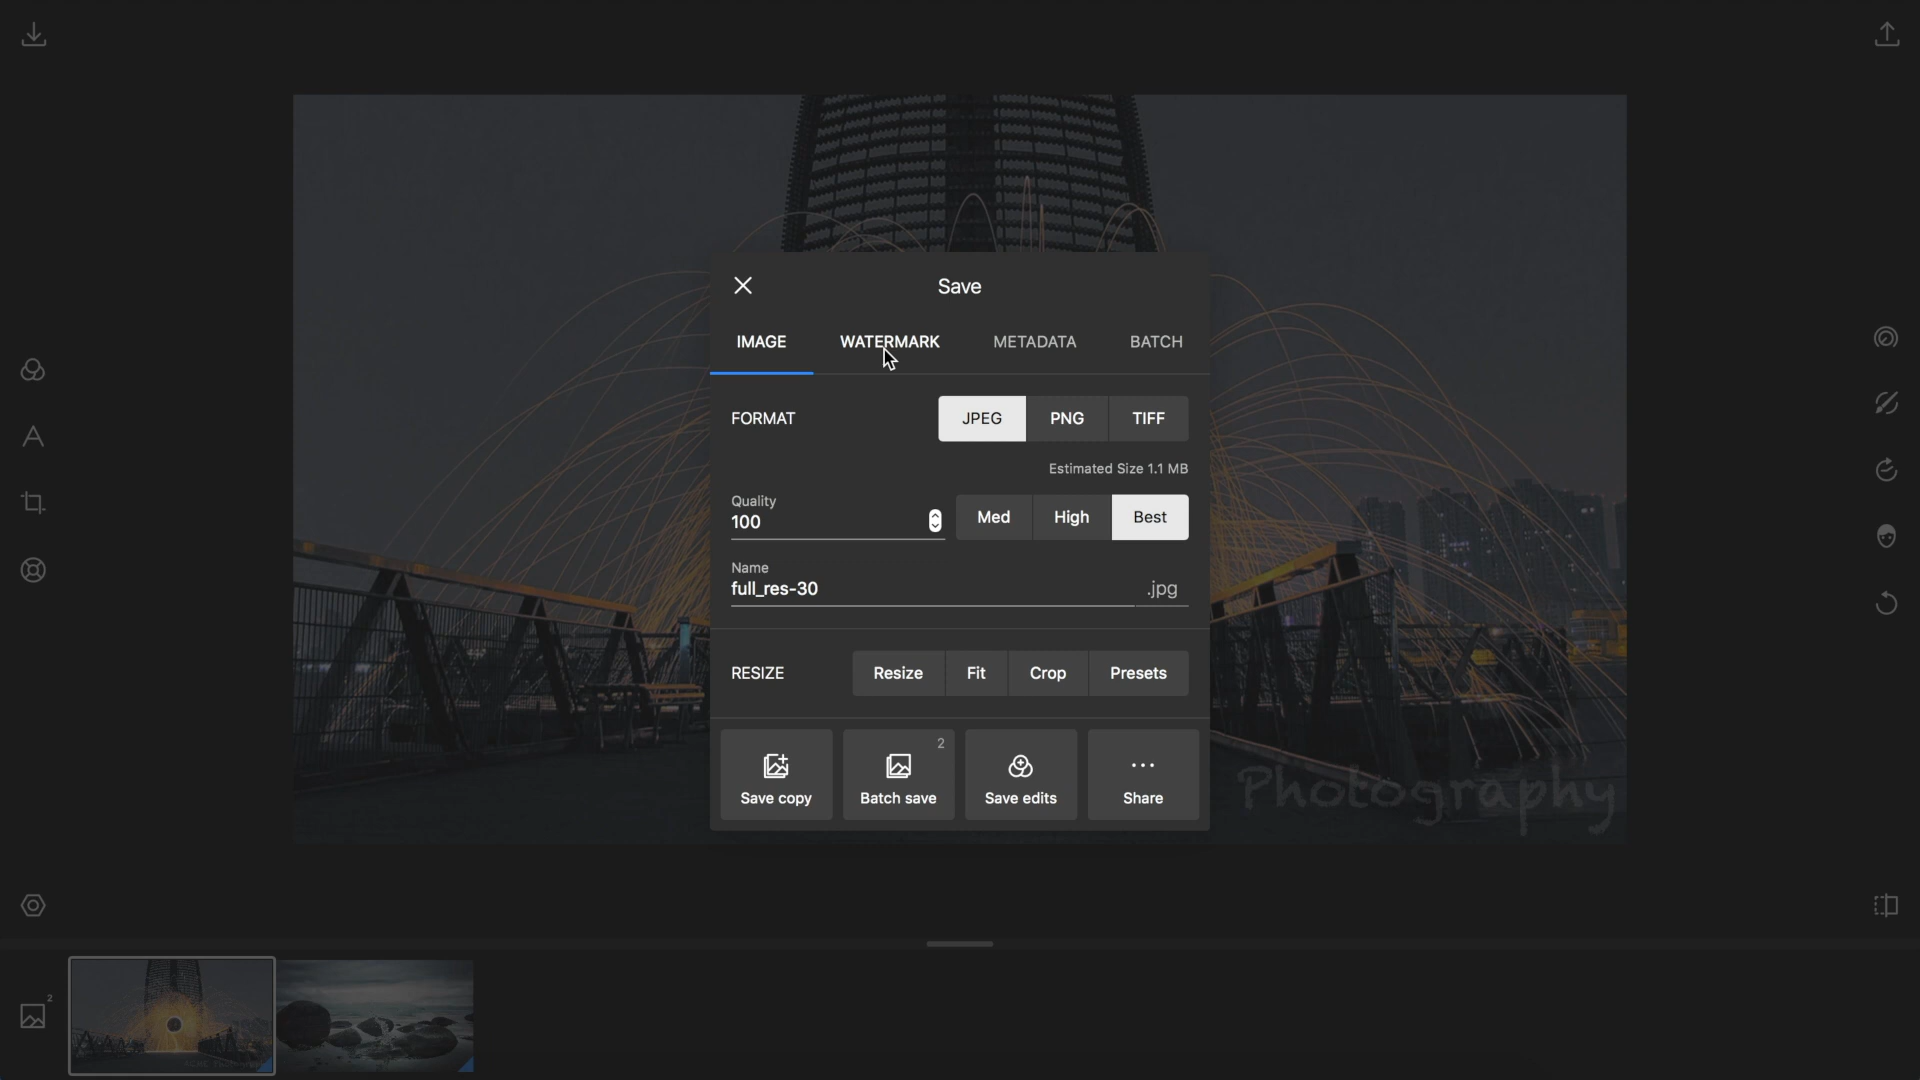 Save
IMAGE WATERMARK METADATA BATCH
FORMAT JPEG PNG TIFF
Estimated Size 1.1 MB
Quality
100 Med High Best
Name
full_res-30 .jpg
RESIZE Resize Fit Crop Presets
2
Save copy Batch save Save edits Share
Photography
2